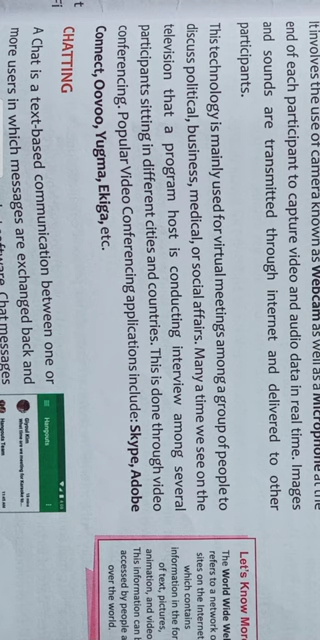 It involves the use of camera known as Webcam as well as a Microphone at the
end of each participant to capture video and audio data in real time. Images
and sounds are transmitted through internet and delivered to other
participants.
This technology is mainly used for virtual meetings among a group of people to
discuss political, business, medical, or social affairs. Many a time we see on the
television that a program host is conducting interview among several
participants sitting in different cities and countries. This is done through video
conferencing. Popular Video Conferencing applications include: Skype, Adobe
Connect, Oovoo, Yugma, Ekiga, etc.
CHATTING
A Chat is a text-based communication between one or
more users in which messages are exchanged back and
Chat messages
Hangouts
Hangouts Team
Let's Know More
The World Wide W
refers to a network o
sites on the Internet
which contains
information in the for
of text, pictures,
animation, and video
This information can b
accessed by people a
over the world.